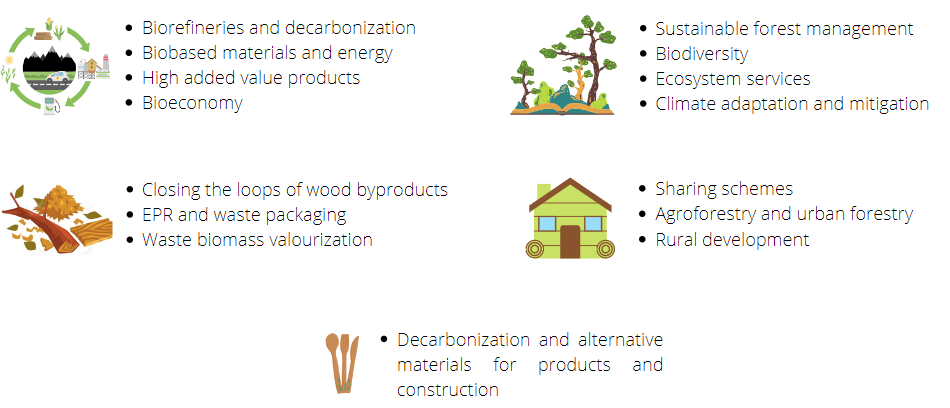 • Biorefineries and decarbonization
• Biobased materials and energy
• High added value products
• Bioeconomy
• Sustainable forest management
• Biodiversity
• Ecosystem services
• Climate adaptation and mitigation
• Closing the loops of wood byproducts
• EPR and waste packaging
• Waste biomass valourization
• Sharing schemes
• Agroforestry and urban forestry
• Rural development
• Decarbonization and alternative
materials for products and
construction